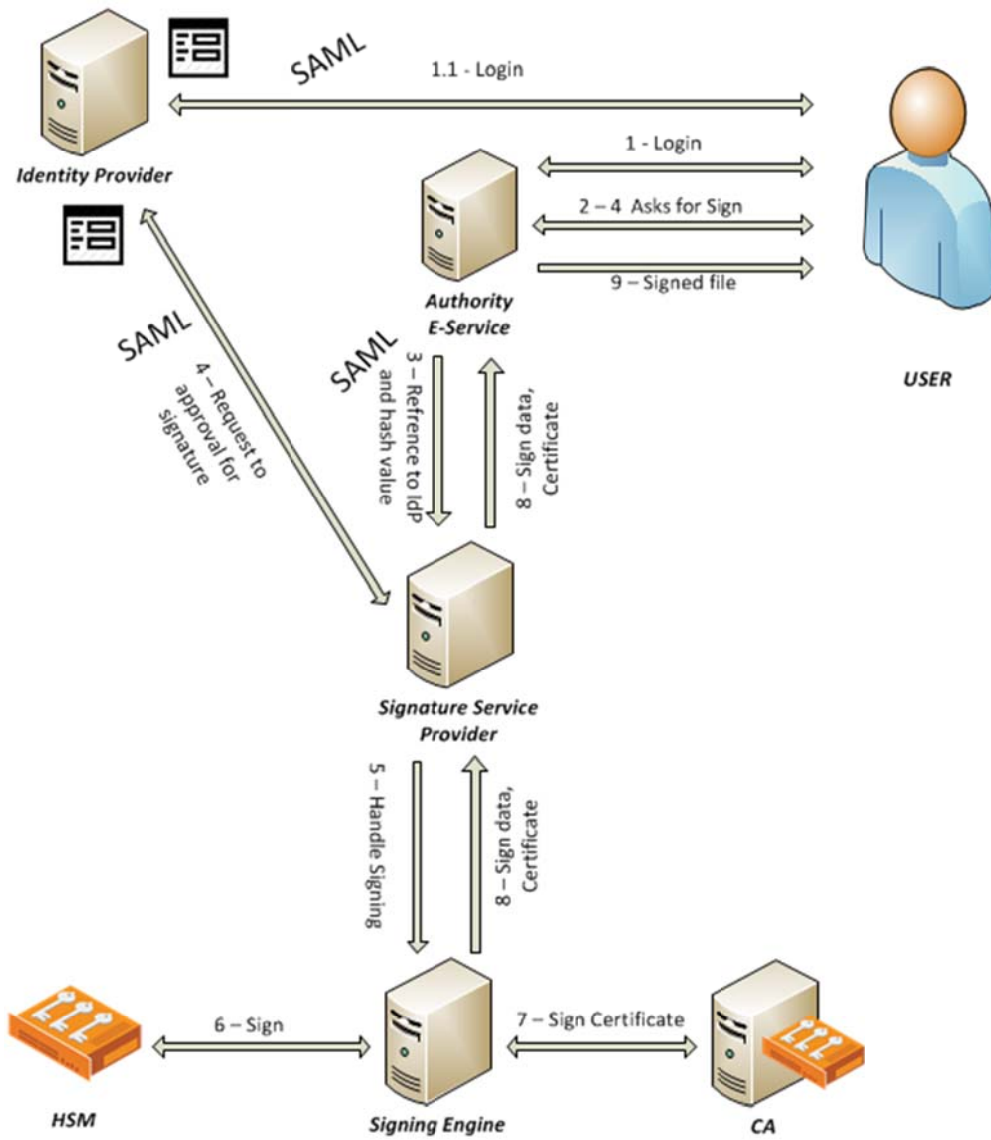 SAML
1.1 - Login
Identity Provider
1 - Login
2 – 4 Asks for Sign
9 – Signed file
Authority
E-Service
USER
SAML
4 – Request to
approval for
signature
SAML
3 – Refrence to IdP
and hash value
8 – Sign data,
Certificate
Signature Service
Provider
5 – Handle Signing
8 – Sign data,
Certificate
6 – Sign
7 – Sign Certificate
HSM
Signing Engine
CA